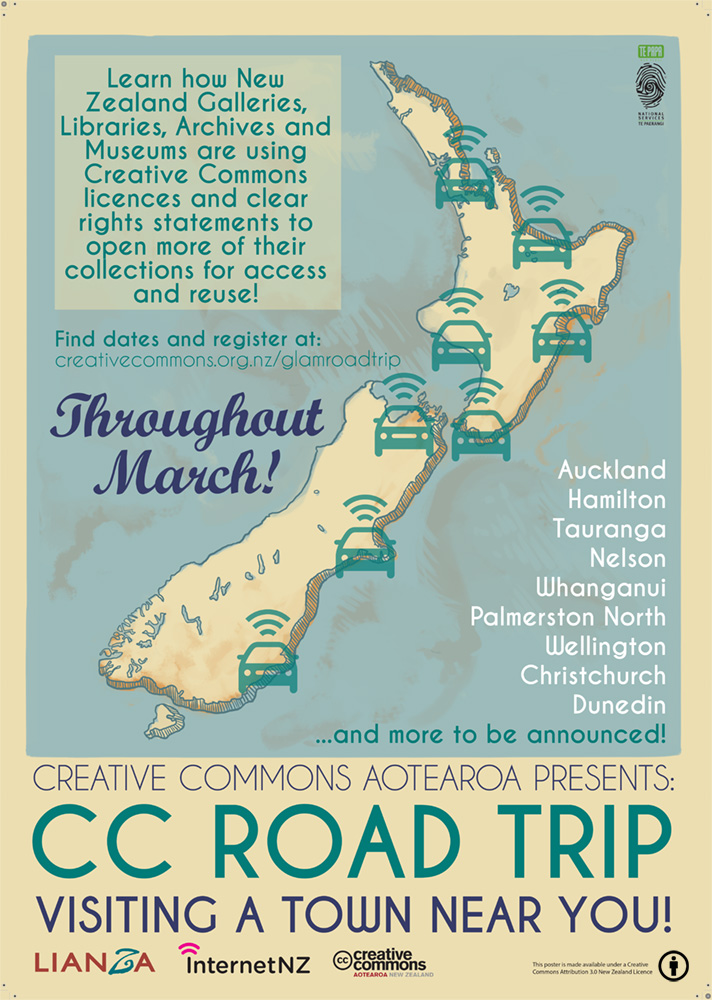 TE PAPA
NATIONAL
SERVICES
TE PAERANGI
Learn how New
Zealand Galleries,
Libraries, Archives and
Museums are using
Creative Commons
licences and clear
rights statements to
open more of their
collections for access
and reuse!
Find dates and register at:
creativecommons.org.nz/glamroadtrip
Throughout
March!
Auckland
Hamilton
Tauranga
Nelson
Whanganui
Palmerston North
Wellington
Christchurch
Dunedin
...and more to be announced!
CREATIVE COMMONS AOTEAROA PRESENTS:
CC ROAD TRIP
VISITING A TOWN NEAR YOU!
LIANZA
InternetNZ
cc creative
commons
AOTEAROA NEW ZEALAND
This poster is made available under a Creative
Commons Attribution 3.0 New Zealand Licence